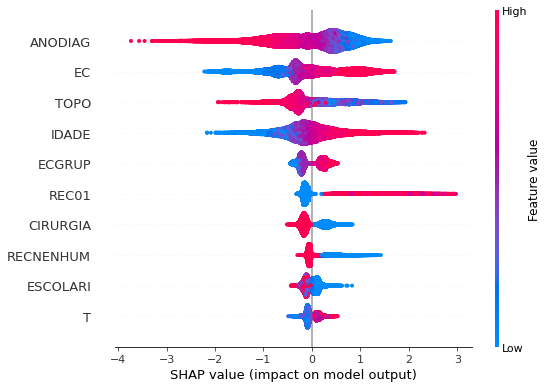 High
ANODIAG
EC
TOPO
IDADE
ECGRUP
REC01
CIRURGIA
RECNENHUM
ESCOLARI
T
Feature value
Low
−4 −3 −2 −1 0 1 2 3
SHAP value (impact on model output)